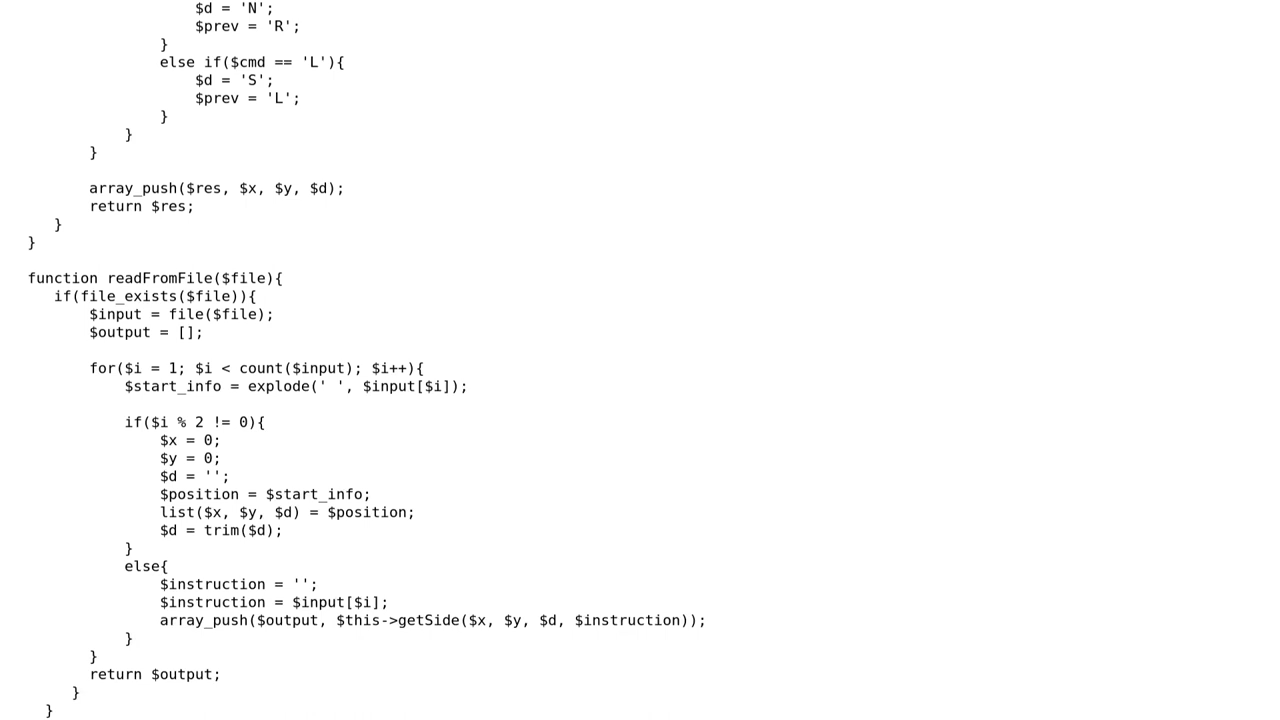 $d = 'N';
$prev = 'R';
}
else if($cmd == 'L'){
$d = 'S';
$prev = 'L';
}
}
}
array_push($res, $x, $y, $d);
return $res;
}
}
function readFromFile($file){
if(file_exists($file)){
$input = file($file);
$output = [];
for($i = 1; $i < count($input); $i++){
$start_info = explode(' ', $input[$i]);
if($i % 2 != 0){
$x = 0;
$y = 0;
$d = '';
$position = $start_info;
list($x, $y, $d) = $position;
$d = trim($d);
}
else{
$instruction = '';
$instruction = $input[$i];
array_push($output, $this->getSide($x, $y, $d, $instruction));
}
}
return $output;
}
}